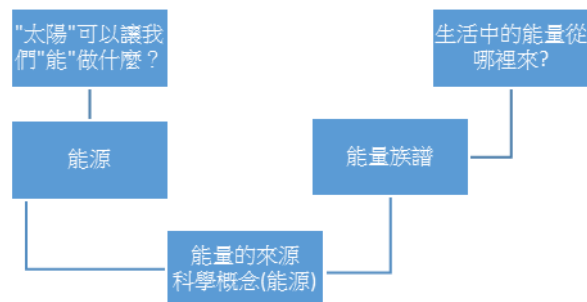 "太陽"可以讓我
們"能"做什麼？
生活中的能量從
哪裡來?
能源
能量族譜
能量的來源
科學概念(能源)